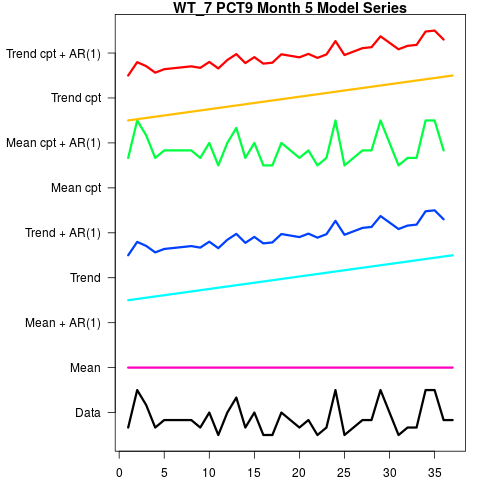 WT_7 PCT9 Month 5 Model Series
Trend cpt + AR(1)
Trend cpt
Mean cpt + AR(1)
Mean cpt
Trend + AR(1)
Trend
Mean + AR(1)
Mean
Data
0 5 10 15 20 25 30 35